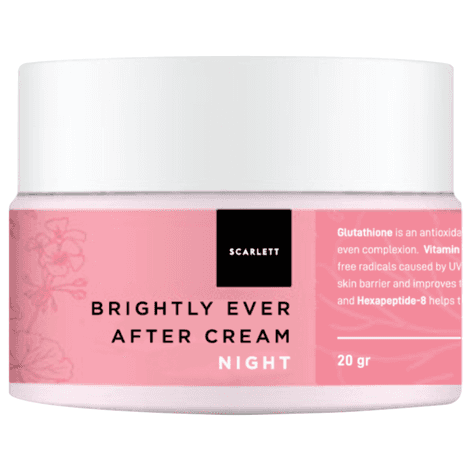 SCARLETT
BRIGHTLY EVER
AFTER CREAM
NIGHT
Glutathione is an antioxida
even complexion. Vitamin
free radicals caused by UV
skin barrier and improves
and Hexapeptide-8 helps
20 gr